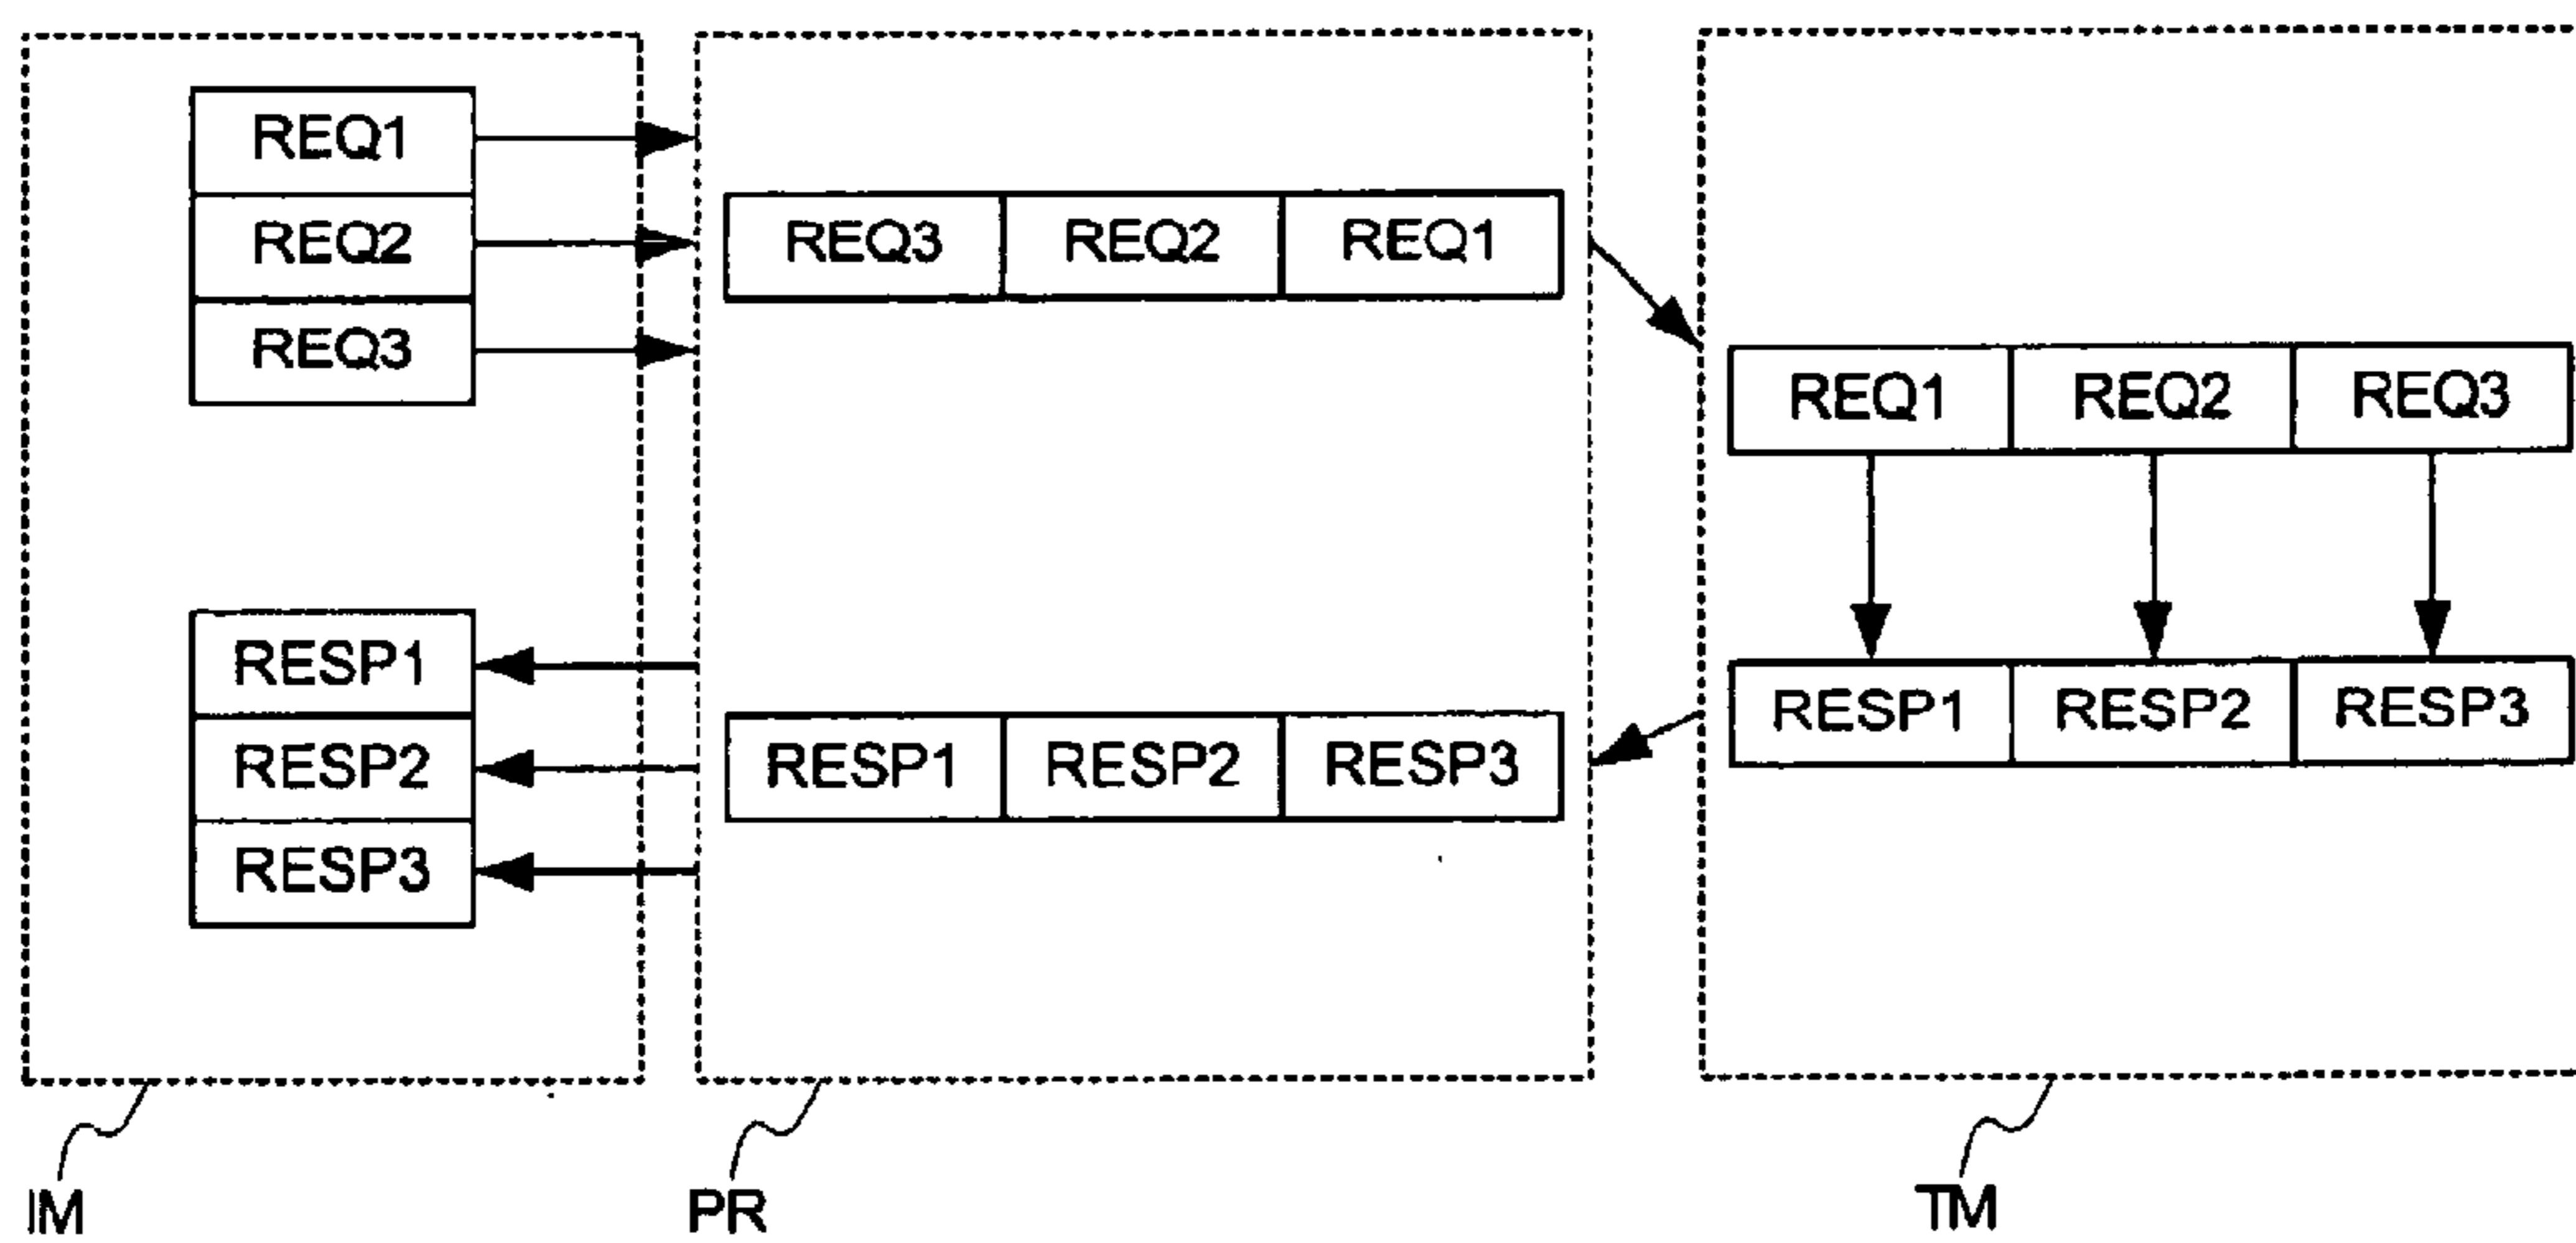 REQ1
REQ2
REQ3
RESP1
RESP2
RESP3
REQ3 REQ2 REQ1
RESP1 RESP2 RESP3
REQ1 REQ2 REQ3
RESP1 RESP2 RESP3
IM
PR
TM